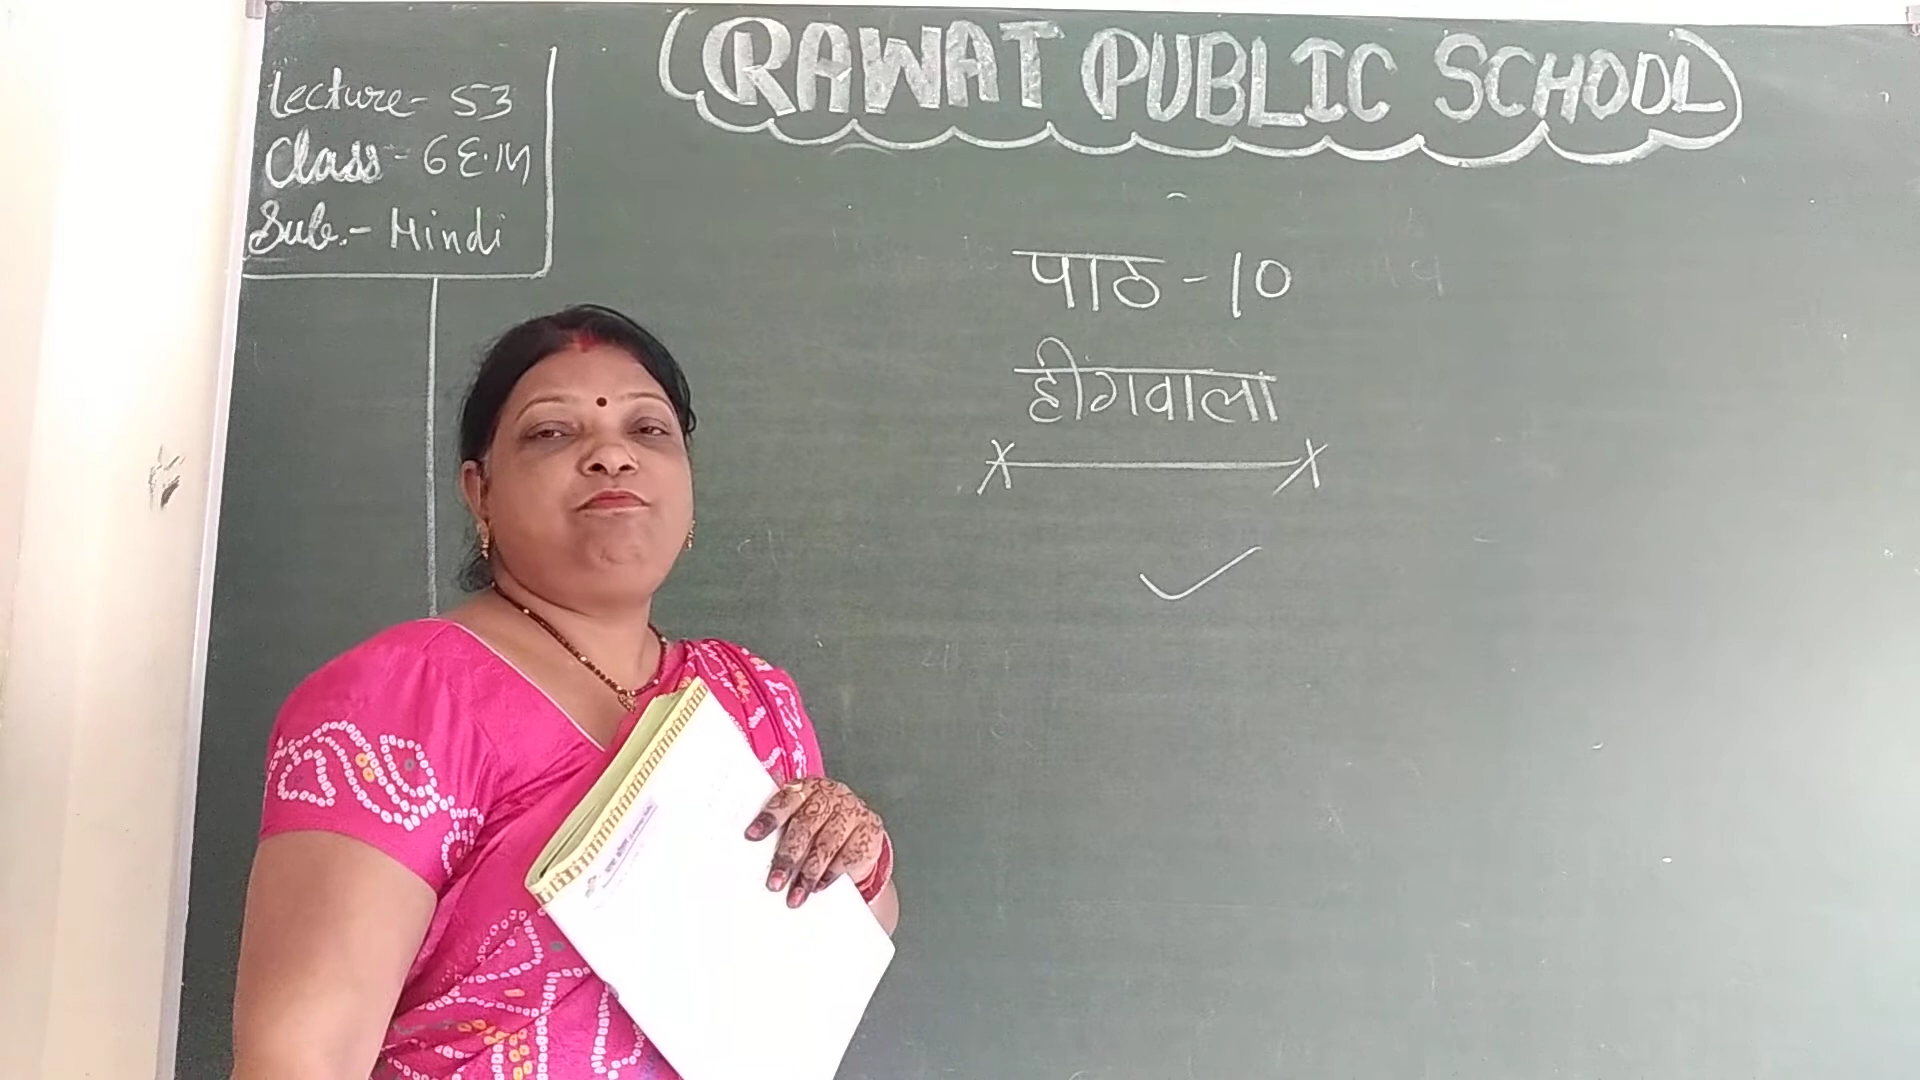 RAWAT PUBLIC SCHOOL
Lecture - 53
Class - 6 E.M
Sub. - Hindi
पाठ - 10
हींगवाला